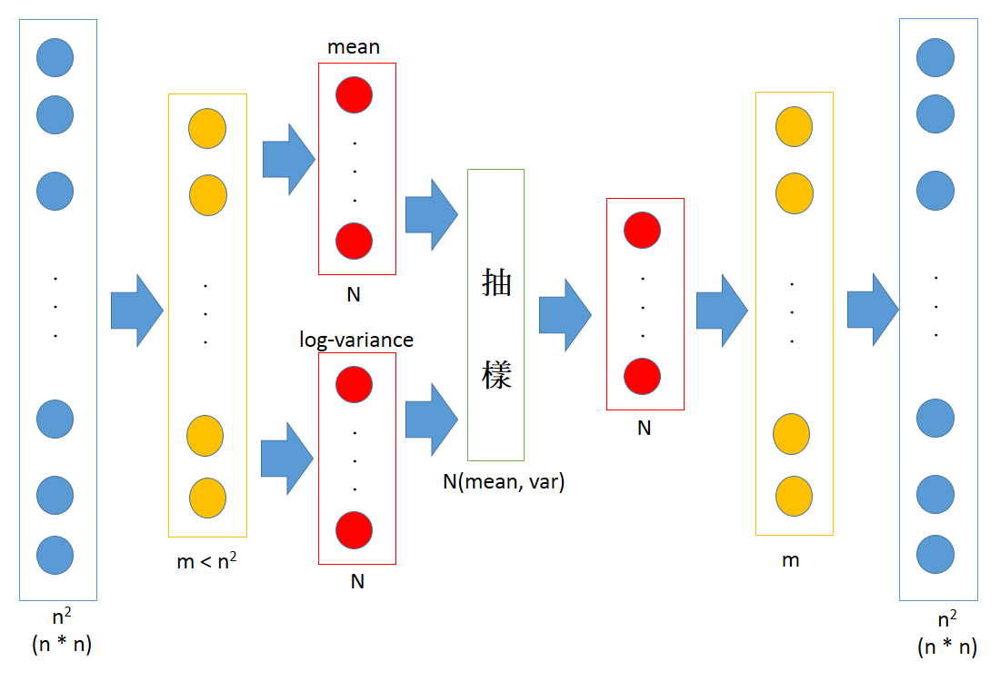 mean
N
log-variance
N
抽
樣
N(mean, var)
N
m < n²
m
n²
(n * n)
n²
(n * n)